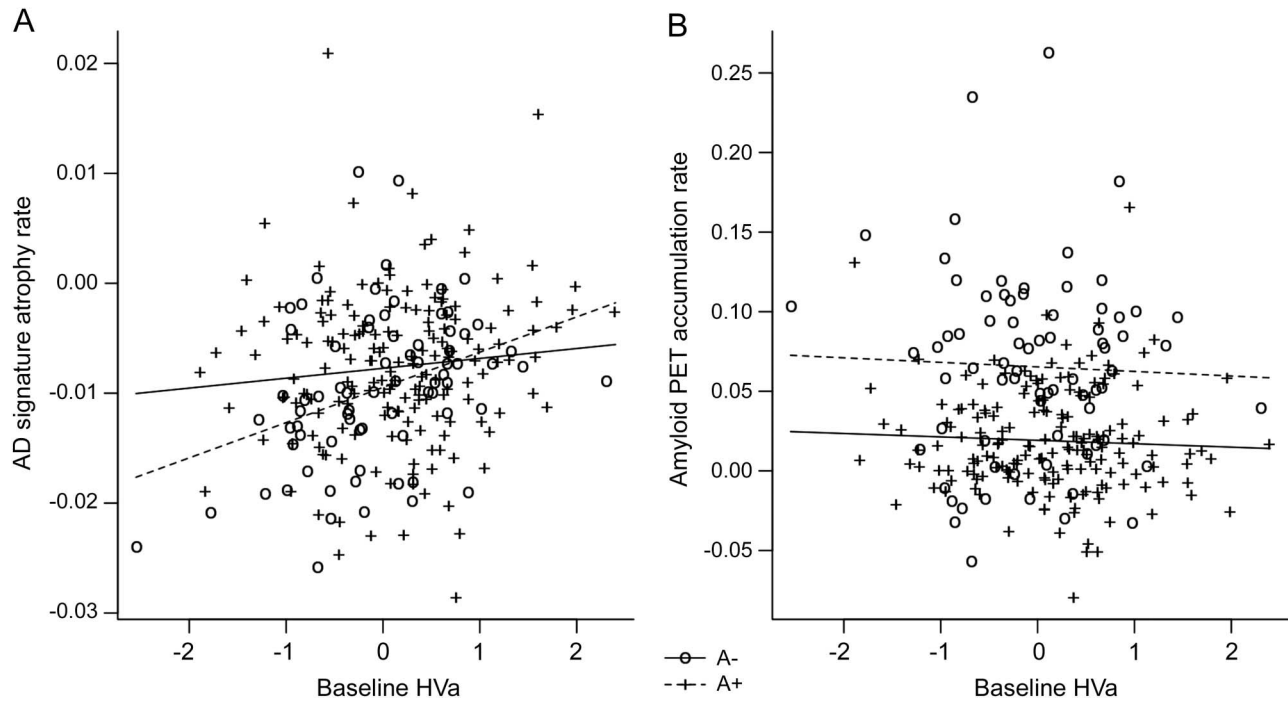 A
AD signature atrophy rate
0.02
0.01
0.00
-0.01
-0.02
-0.03
-2 -1 0 1 2
Baseline HVa
B
Amyloid PET accumulation rate
0.25
0.20
0.15
0.10
0.05
0.00
-0.05
-2 -1 0 1 2
Baseline HVa
A-
A+